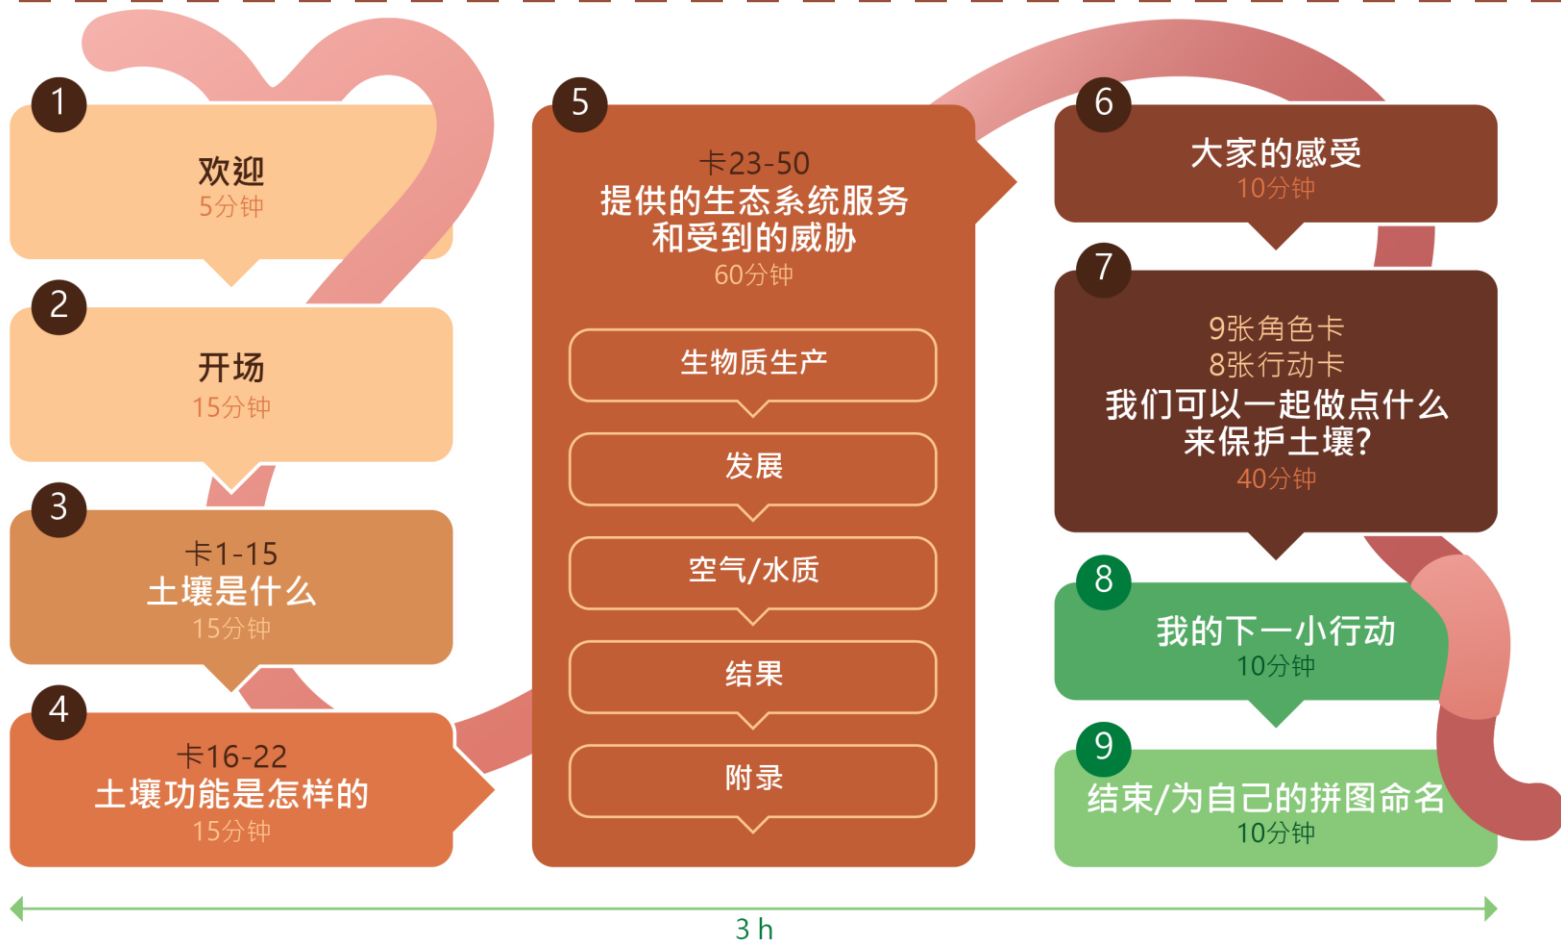 1
欢迎
5分钟
2
开场
15分钟
3
卡1-15
土壤是什么
15分钟
4
卡16-22
土壤功能是怎样的
15分钟
5
卡23-50
提供的生态系统服务
和受到的威胁
60分钟
生物质生产
发展
空气/水质
结果
附录
6
大家的感受
10分钟
7
9张角色卡
8张行动卡
我们可以一起做点什么
来保护土壤?
40分钟
8
我的下一小行动
10分钟
9
结束/为自己的拼图命名
10分钟
3 h